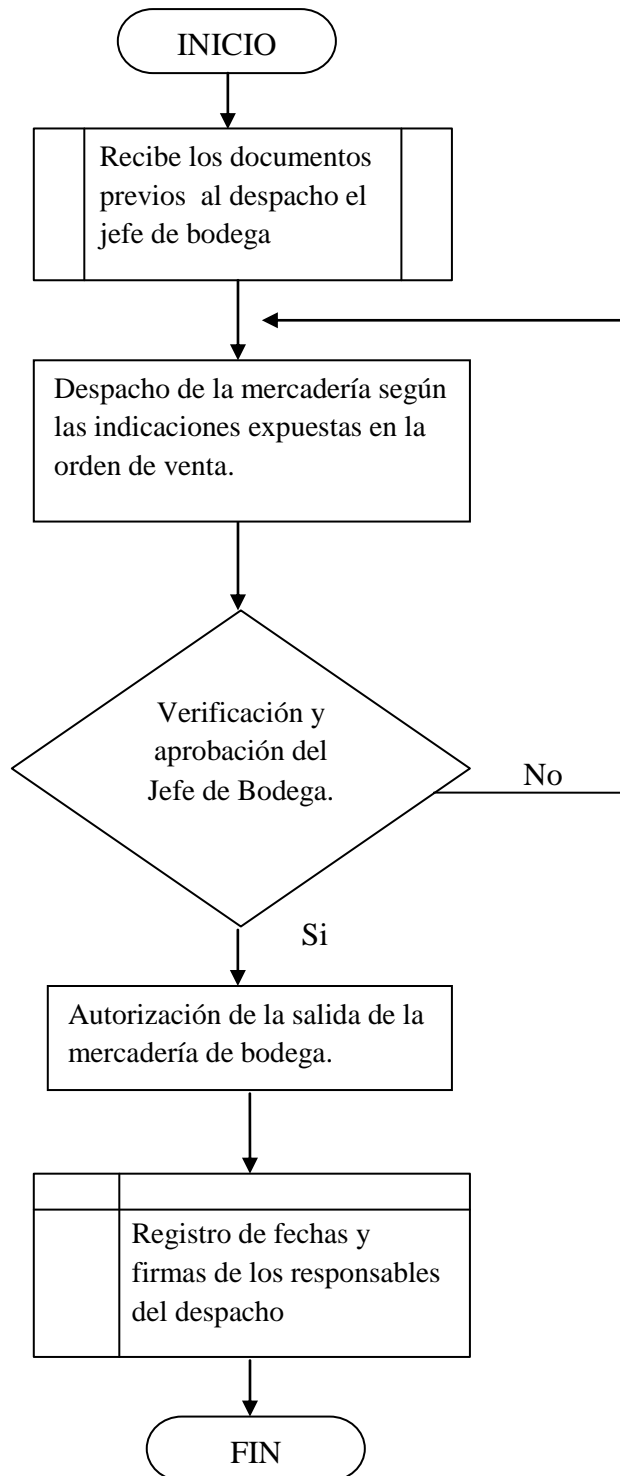 INICIO
Recibe los documentos
previos al despacho el
jefe de bodega
Despacho de la mercadería según
las indicaciones expuestas en la
orden de venta.
Verificación y
aprobación del
Jefe de Bodega.
No
Si
Autorización de la salida de la
mercadería de bodega.
Registro de fechas y
firmas de los responsables
del despacho
FIN